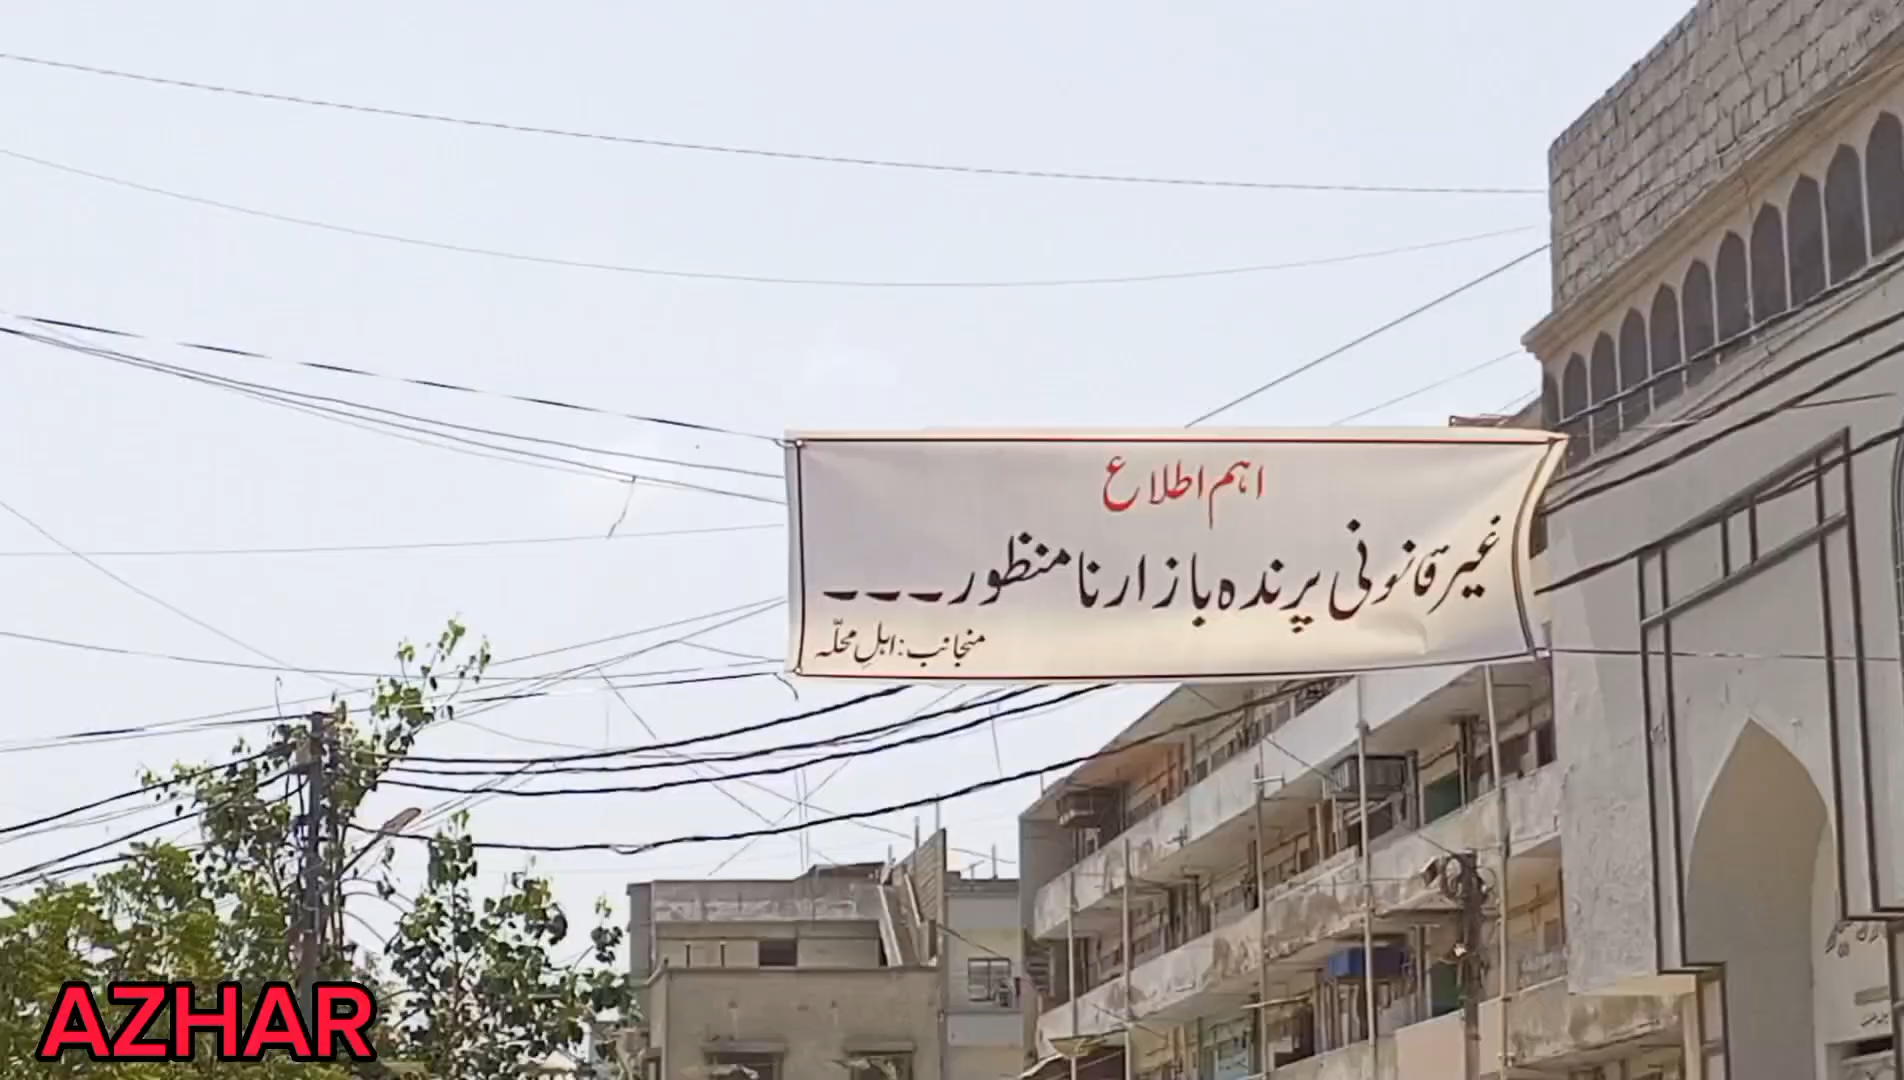 اہم اطلاع
غیر قانونی پرندہ بازار نا منظور۔۔۔
منجانب: اہلِ محلّہ
AZHAR